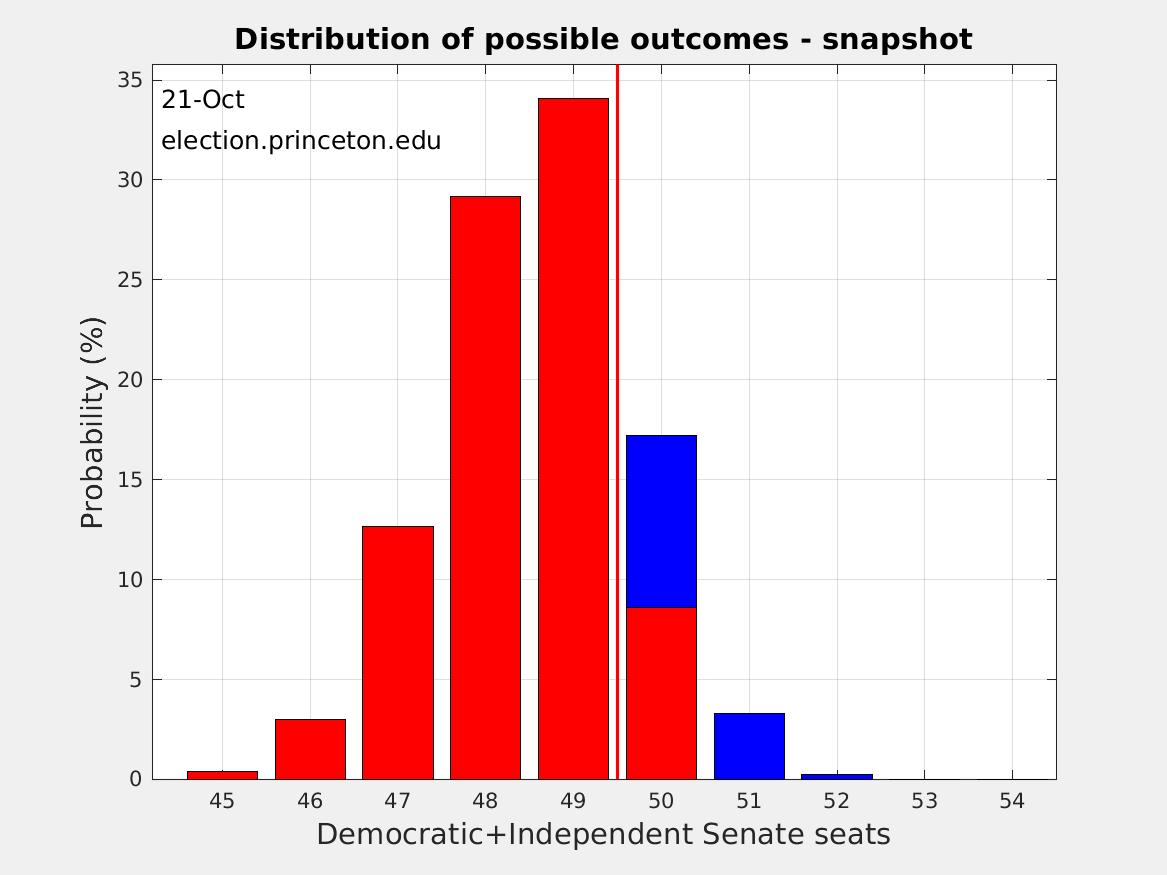 Distribution of possible outcomes - snapshot
21-Oct
election.princeton.edu
35
30
25
20
15
10
5
0
Probability (%)
45 46 47 48 49 50 51 52 53 54
Democratic+Independent Senate seats